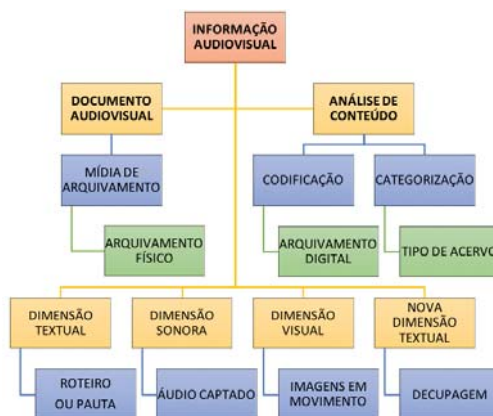 INFORMAÇÃO
AUDIOVISUAL
DOCUMENTO
AUDIOVISUAL
ANÁLISE DE
CONTEÚDO
MÍDIA DE
ARQUIVAMENTO
CODIFICAÇÃO
CATEGORIZAÇÃO
ARQUIVAMENTO
FÍSICO
ARQUIVAMENTO
DIGITAL
TIPO DE ACERVO
DIMENSÃO
TEXTUAL
DIMENSÃO
SONORA
DIMENSÃO
VISUAL
NOVA
DIMENSÃO
TEXTUAL
ROTEIRO
OU PAUTA
ÁUDIO CAPTADO
IMAGENS EM
MOVIMENTO
DECUPAGEM